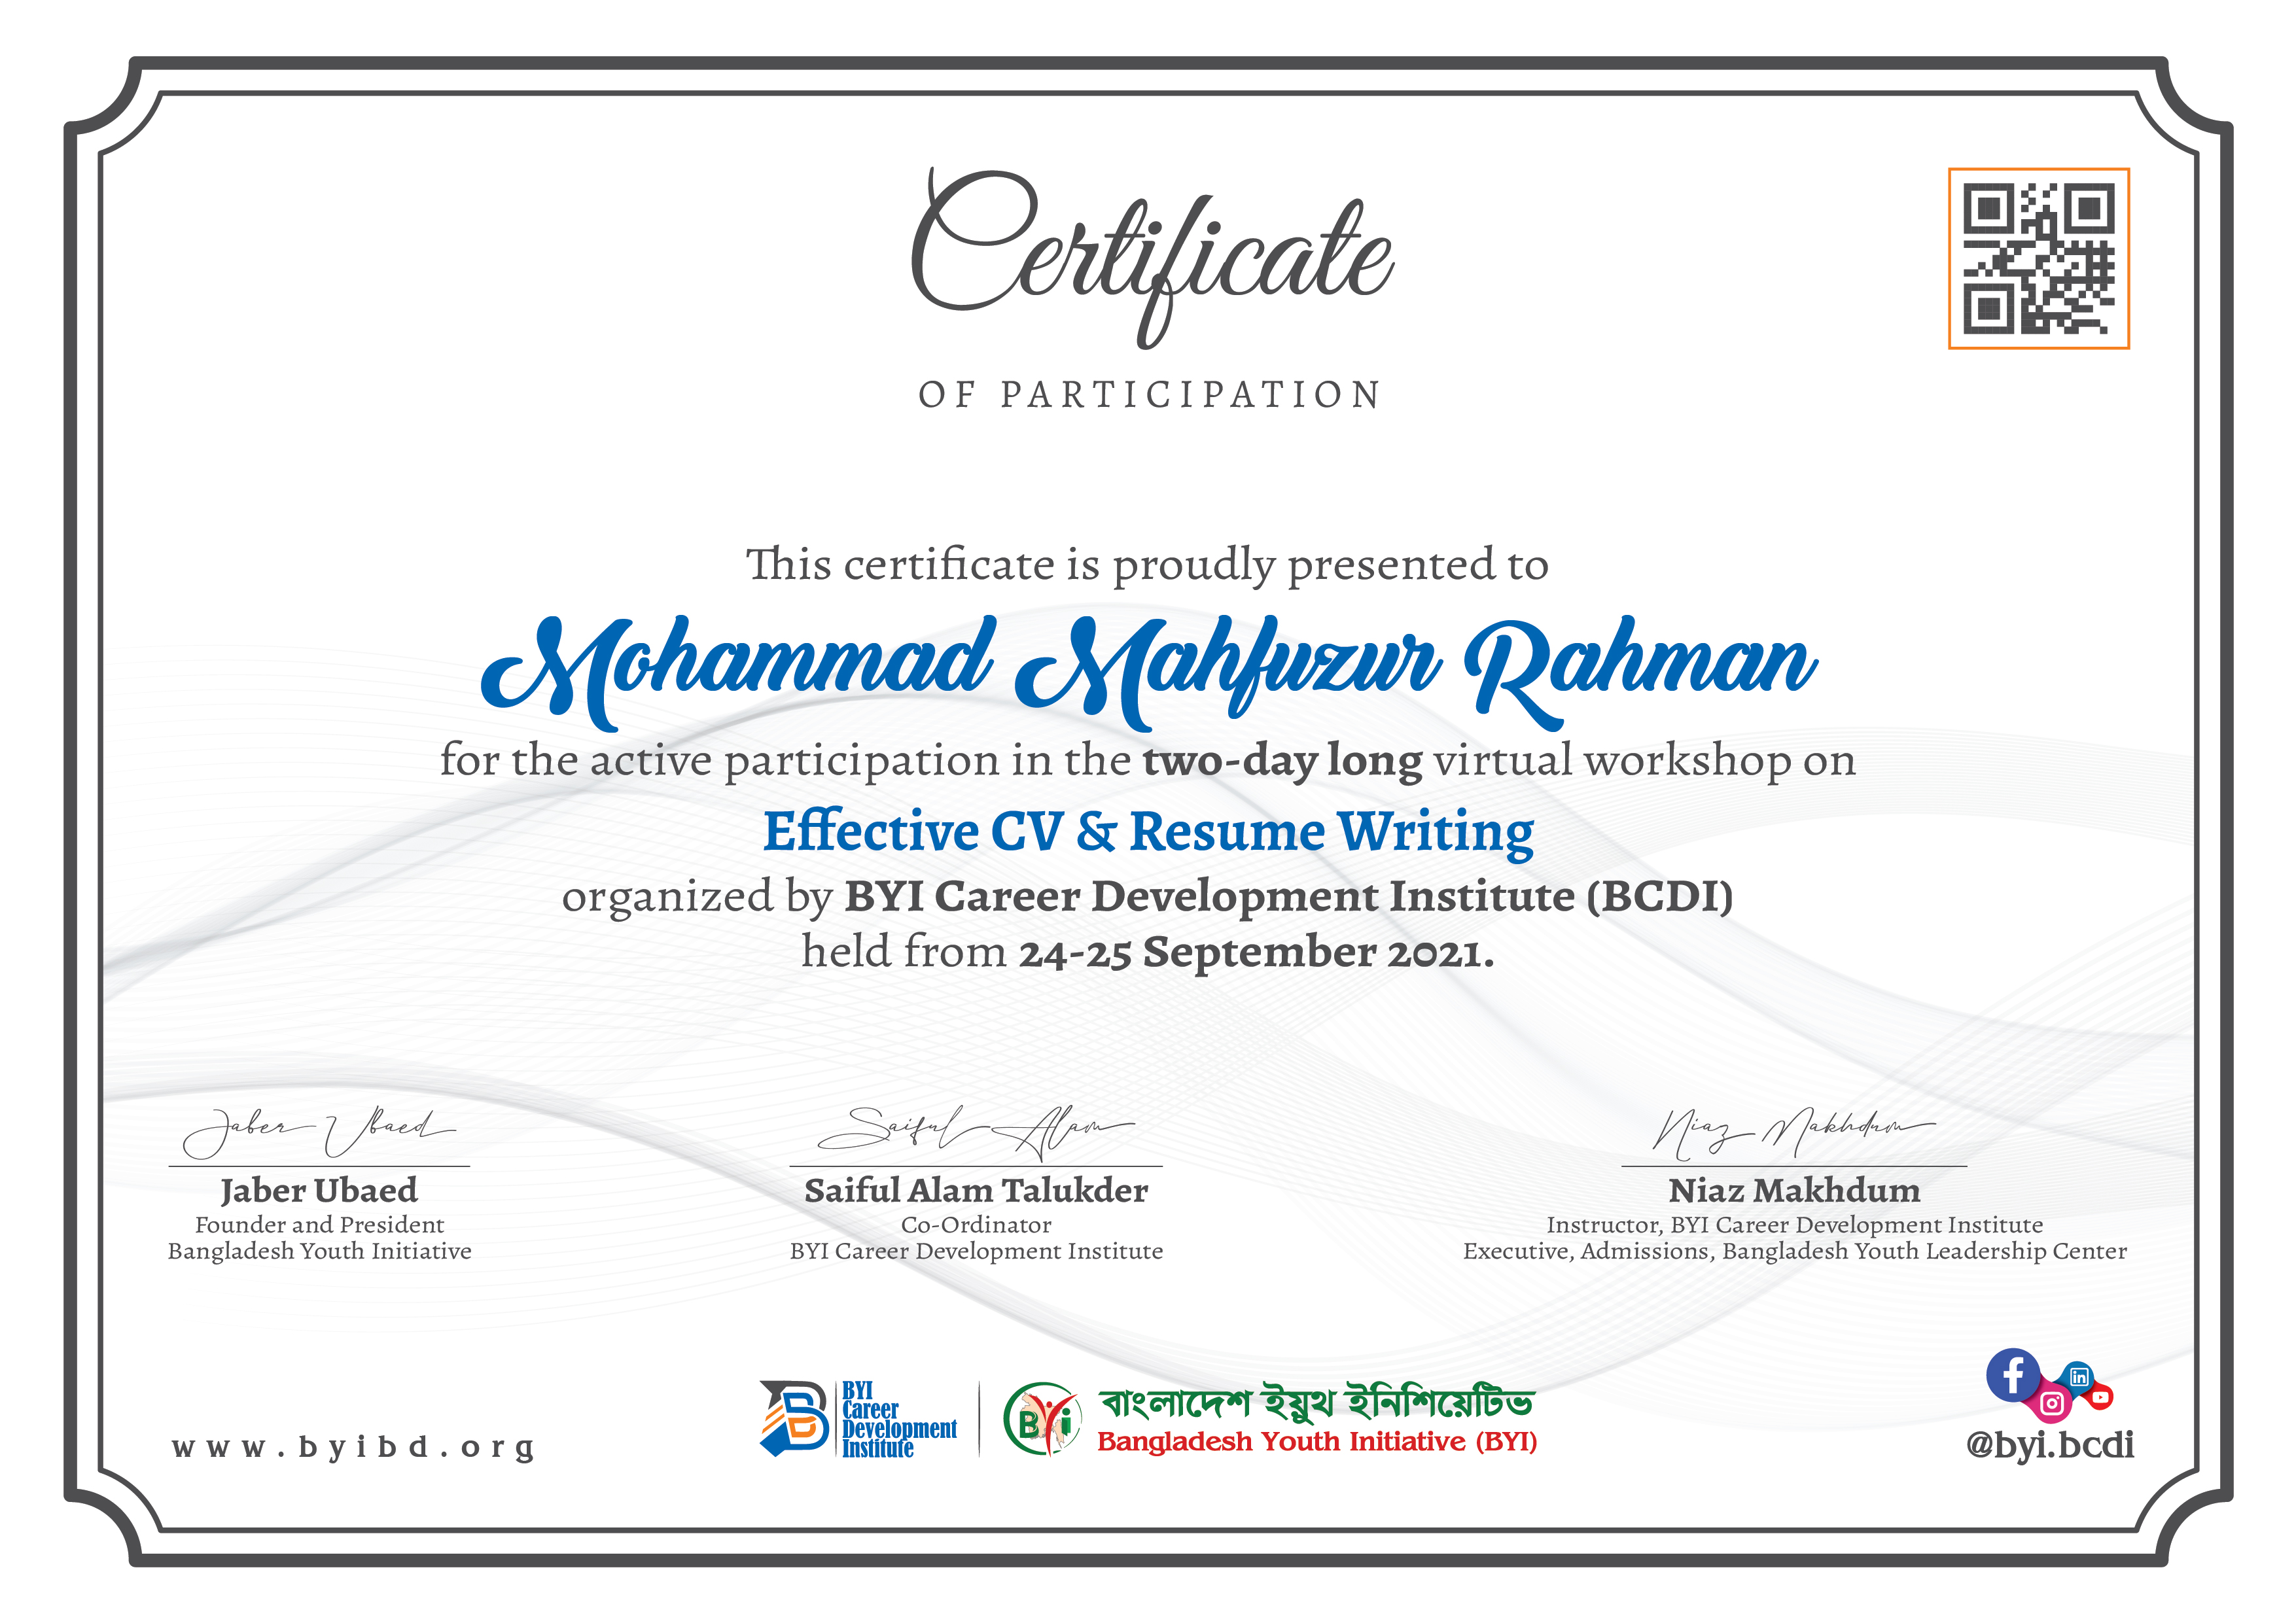 Certificate
OF PARTICIPATION
This certificate is proudly presented to
Mohammad Mahfuzur Rahman
for the active participation in the two-day long virtual workshop on
Effective CV & Resume Writing
organized by BYI Career Development Institute (BCDI)
held from 24-25 September 2021.
Jaber Ubaed
Saiful Alam
Niaz Makhdum
Jaber Ubaed
Founder and President
Bangladesh Youth Initiative
Saiful Alam Talukder
Co-Ordinator
BYI Career Development Institute
Niaz Makhdum
Instructor, BYI Career Development Institute
Executive, Admissions, Bangladesh Youth Leadership Center
www.byibd.org
BYI
Career
Development
Institute
BYi
বাংলাদেশ ইয়ুথ ইনিশিয়েটিভ
Bangladesh Youth Initiative (BYI)
@byi.bcdi